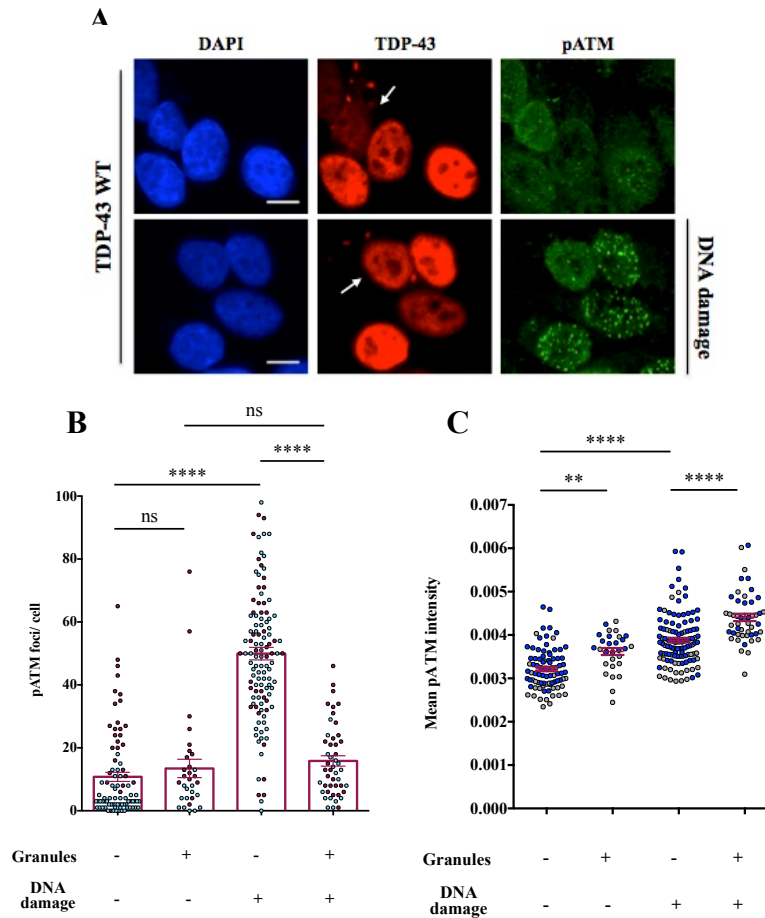 A
DAPI TDP-43 pATM
TDP-43 WT
DNA damage
B
ns
****
****
ns
100
80
60
40
20
0
pATM foci/ cell
Granules - + - +
DNA
damage - - + +
C
****
** ****
0.007
0.006
0.005
0.004
0.003
0.002
0.001
0.000
Mean pATM intensity
Granules - + - +
DNA
damage - - + +